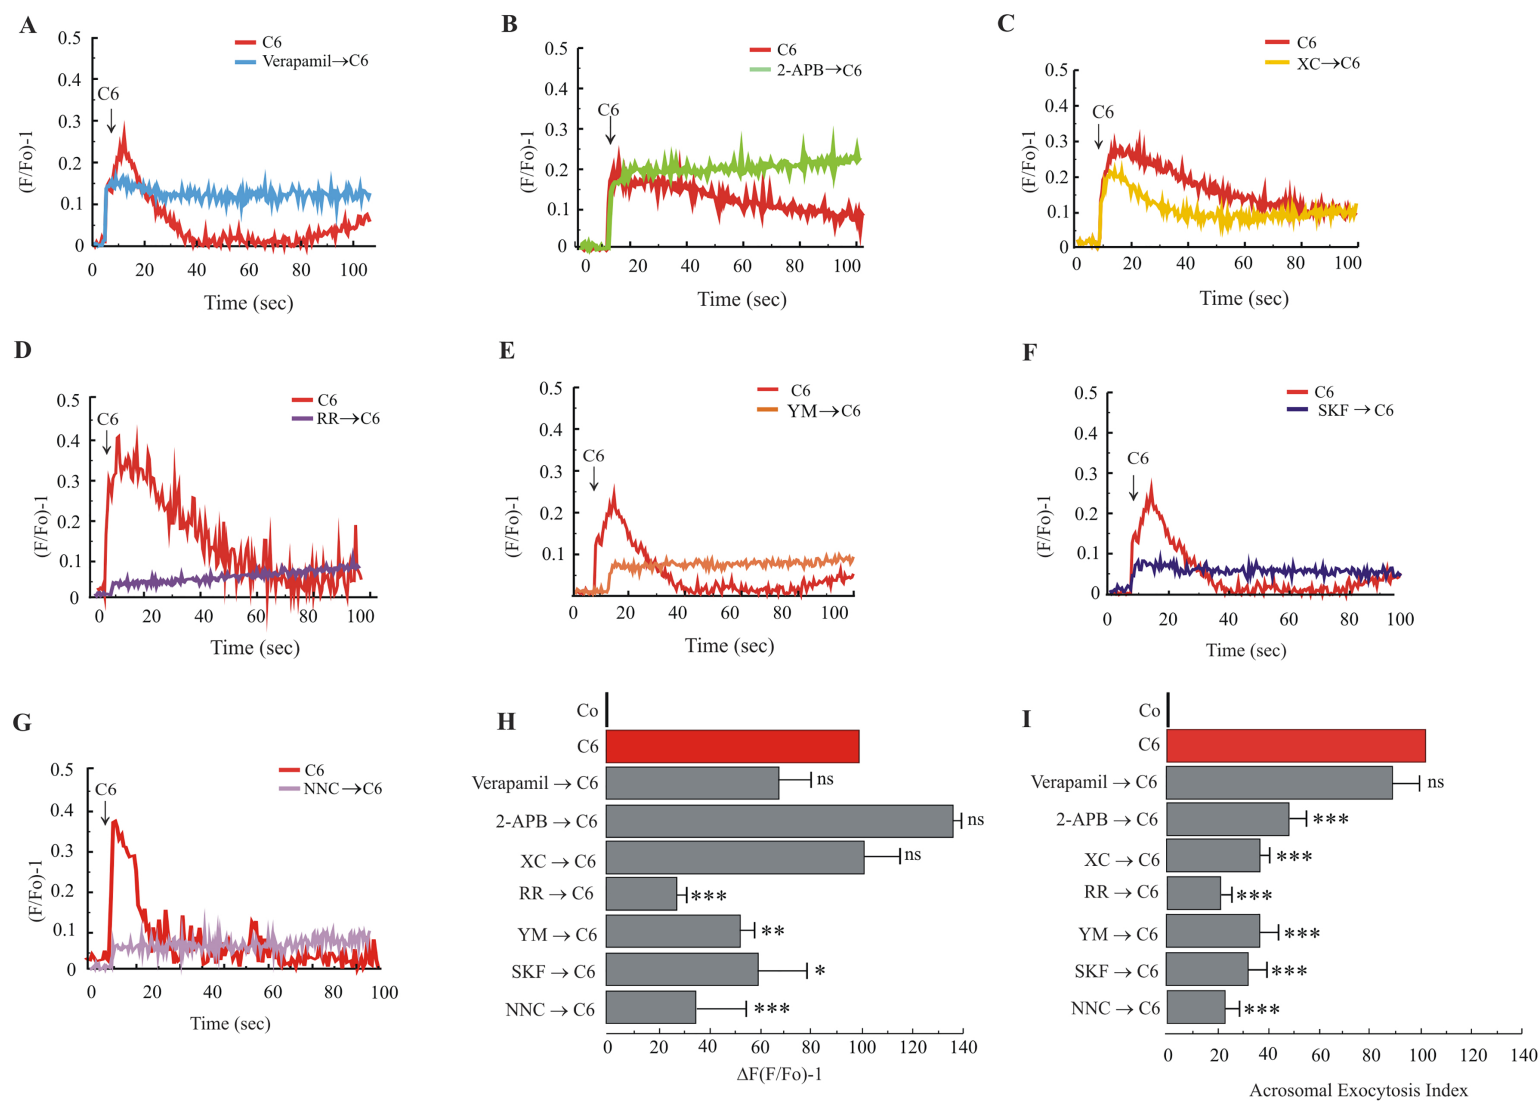 A
C6
Verapamil→C6
C6
(F/Fo)-1
0.5
0.4
0.3
0.2
0.1
0
0 20 40 60 80 100
Time (sec)
B
C6
2-APB→C6
C6
(F/Fo)-1
0.5
0.4
0.3
0.2
0.1
0
0 20 40 60 80 100
Time (sec)
C
C6
XC→C6
C6
(F/Fo)-1
0.5
0.4
0.3
0.2
0.1
0
0 20 40 60 80 100
Time (sec)
D
C6
RR→C6
C6
(F/Fo)-1
0.5
0.4
0.3
0.2
0.1
0
0 20 40 60 80 100
Time (sec)
E
C6
YM→C6
C6
(F/Fo)-1
0.5
0.4
0.3
0.2
0.1
0 20 40 60 80 100
Time (sec)
F
C6
SKF → C6
C6
(F/Fo)-1
0.5
0.4
0.3
0.2
0.1
0
0 20 40 60 80 100
Time (sec)
G
C6
NNC→C6
C6
(F/Fo)-1
0.5
0.4
0.3
0.2
0.1
0
0 20 40 60 80 100
Time (sec)
H
Co
C6
Verapamil → C6 ns
2-APB → C6 ns
XC → C6 ns
RR → C6 ***
YM → C6 **
SKF → C6 *
NNC → C6 ***
0 20 40 60 80 100 120 140
ΔF(F/Fo)-1
I
Co
C6
Verapamil → C6 ns
2-APB → C6 ***
XC → C6 ***
RR → C6 ***
YM → C6 ***
SKF → C6 ***
NNC → C6 ***
0 20 40 60 80 100 120 140
Acrosomal Exocytosis Index